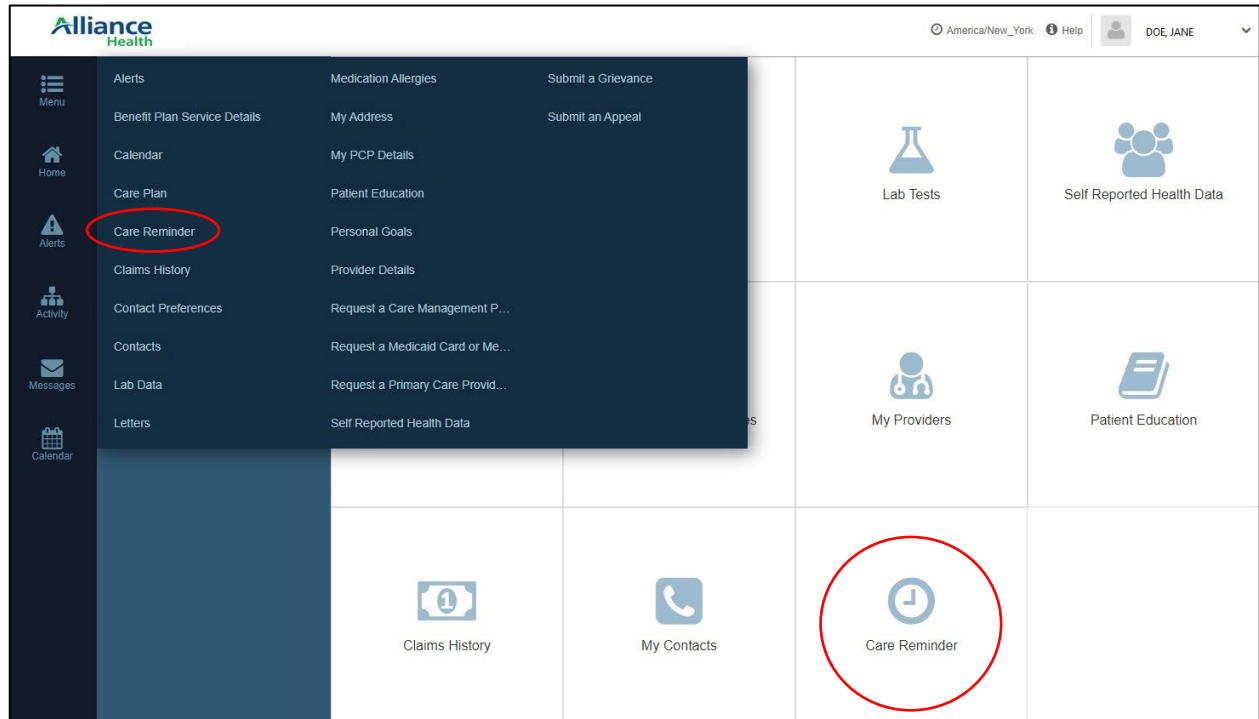 Alliance
Health
America/New_York Help DOE, JANE
Menu
Home
Alerts
Activity
Messages
Calendar
Alerts
Benefit Plan Service Details
Calendar
Care Plan
Care Reminder
Claims History
Contact Preferences
Contacts
Lab Data
Letters
Medication Allergies
My Address
My PCP Details
Patient Education
Personal Goals
Provider Details
Request a Care Management P...
Request a Medicaid Card or Me...
Request a Primary Care Provid...
Self Reported Health Data
Submit a Grievance
Submit an Appeal
Lab Tests
Self Reported Health Data
My Providers
Patient Education
1
Claims History
My Contacts
Care Reminder